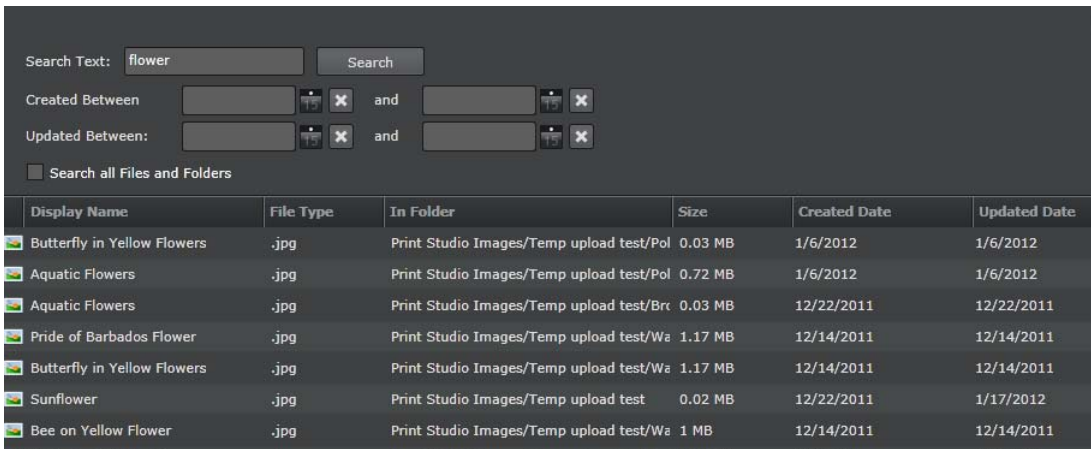 Search Text: flower Search
Created Between 15 and 15
Updated Between: 15 and 15
Search all Files and Folders
Display Name File Type In Folder Size Created Date Updated Date
Butterfly in Yellow Flowers .jpg Print Studio Images/Temp upload test/Pol 0.03 MB 1/6/2012 1/6/2012
Aquatic Flowers .jpg Print Studio Images/Temp upload test/Pol 0.72 MB 1/6/2012 1/6/2012
Aquatic Flowers .jpg Print Studio Images/Temp upload test/Bro 0.03 MB 12/22/2011 12/22/2011
Pride of Barbados Flower .jpg Print Studio Images/Temp upload test/Wa 1.17 MB 12/14/2011 12/14/2011
Butterfly in Yellow Flowers .jpg Print Studio Images/Temp upload test/Wa 1.17 MB 12/14/2011 12/14/2011
Sunflower .jpg Print Studio Images/Temp upload test 0.02 MB 12/22/2011 1/17/2012
Bee on Yellow Flower .jpg Print Studio Images/Temp upload test/Wa 1 MB 12/14/2011 12/14/2011